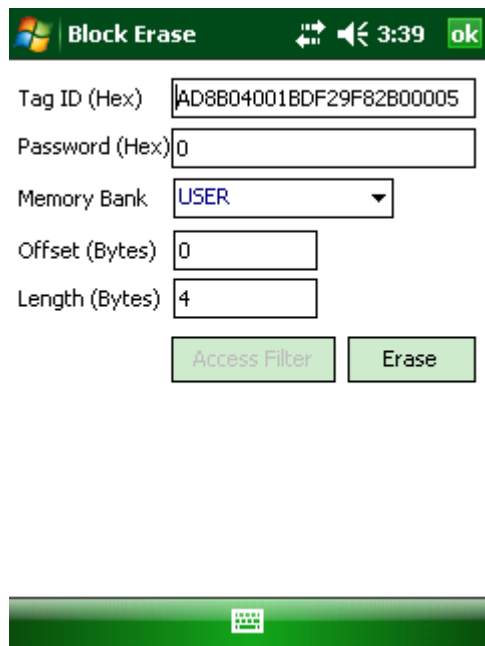 Block Erase 3:39 ok
Tag ID (Hex) AD8B04001BDF29F82B00005
Password (Hex) 0
Memory Bank USER
Offset (Bytes) 0
Length (Bytes) 4
Access Filter Erase